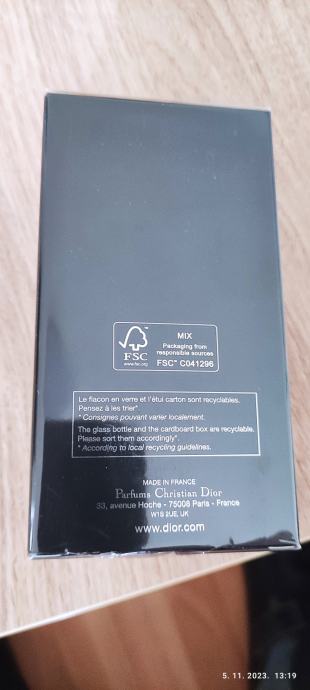 MIX
Packaging from
responsible sources
FSC™ C041296
FSC
www.fsc.org
Le flacon en verre et l'étui carton sont recyclables.
Pensez à les trier*.
* Consignes pouvant varier localement.
The glass bottle and the cardboard box are recyclable.
Please sort them accordingly*.
* According to local recycling guidelines.
MADE IN FRANCE
Parfums Christian Dior
33, avenue Hoche - 75008 Paris - France
W1S 2UE, UK
www.dior.com
5. 11. 2023. 13:19